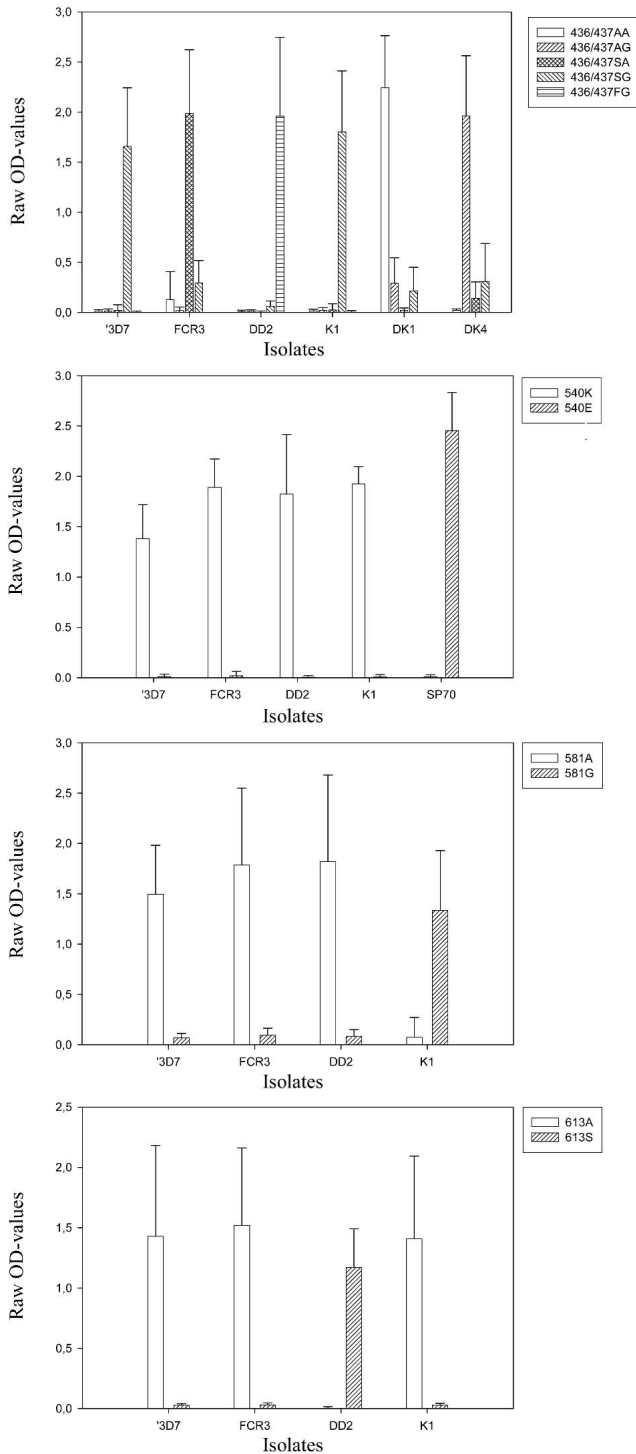 3,0
2,5
2,0
1,5
1,0
0,5
0,0
Raw OD-values
'3D7 FCR3 DD2 K1 DK1 DK4
Isolates
436/437AA
436/437AG
436/437SA
436/437SG
436/437FG
3.0
2.5
2.0
1.5
1.0
0.5
0.0
Raw OD-values
'3D7 FCR3 DD2 K1 SP70
Isolates
540K
540E
3,0
2,5
2,0
1,5
1,0
0,5
0,0
Raw OD-values
'3D7 FCR3 DD2 K1
Isolates
581A
581G
2,5
2,0
1,5
1,0
0,5
0,0
Raw OD-values
'3D7 FCR3 DD2 K1
Isolates
613A
613S